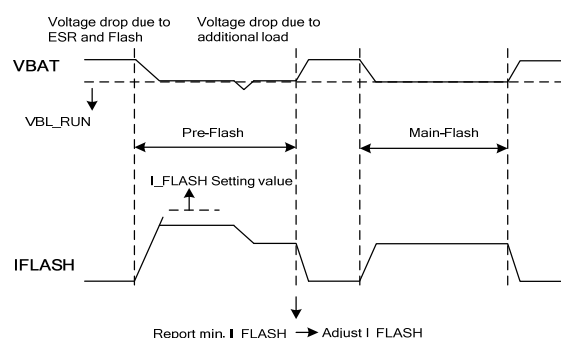 Voltage drop due to
ESR and Flash
Voltage drop due to
additional load
VBAT
VBL_RUN
Pre-Flash
Main-Flash
I_FLASH Setting value
IFLASH
Report min. I_FLASH
Adjust I_FLASH